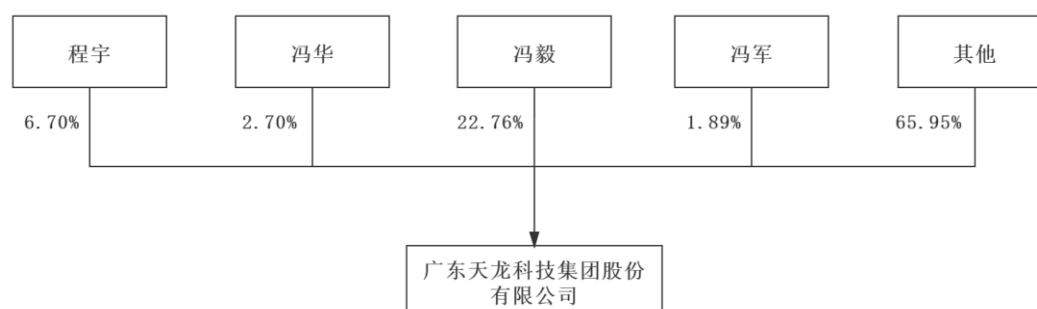 程宇
冯华
冯毅
冯军
其他
6.70%
2.70%
22.76%
1.89%
65.95%
广东天龙科技集团股份
有限公司